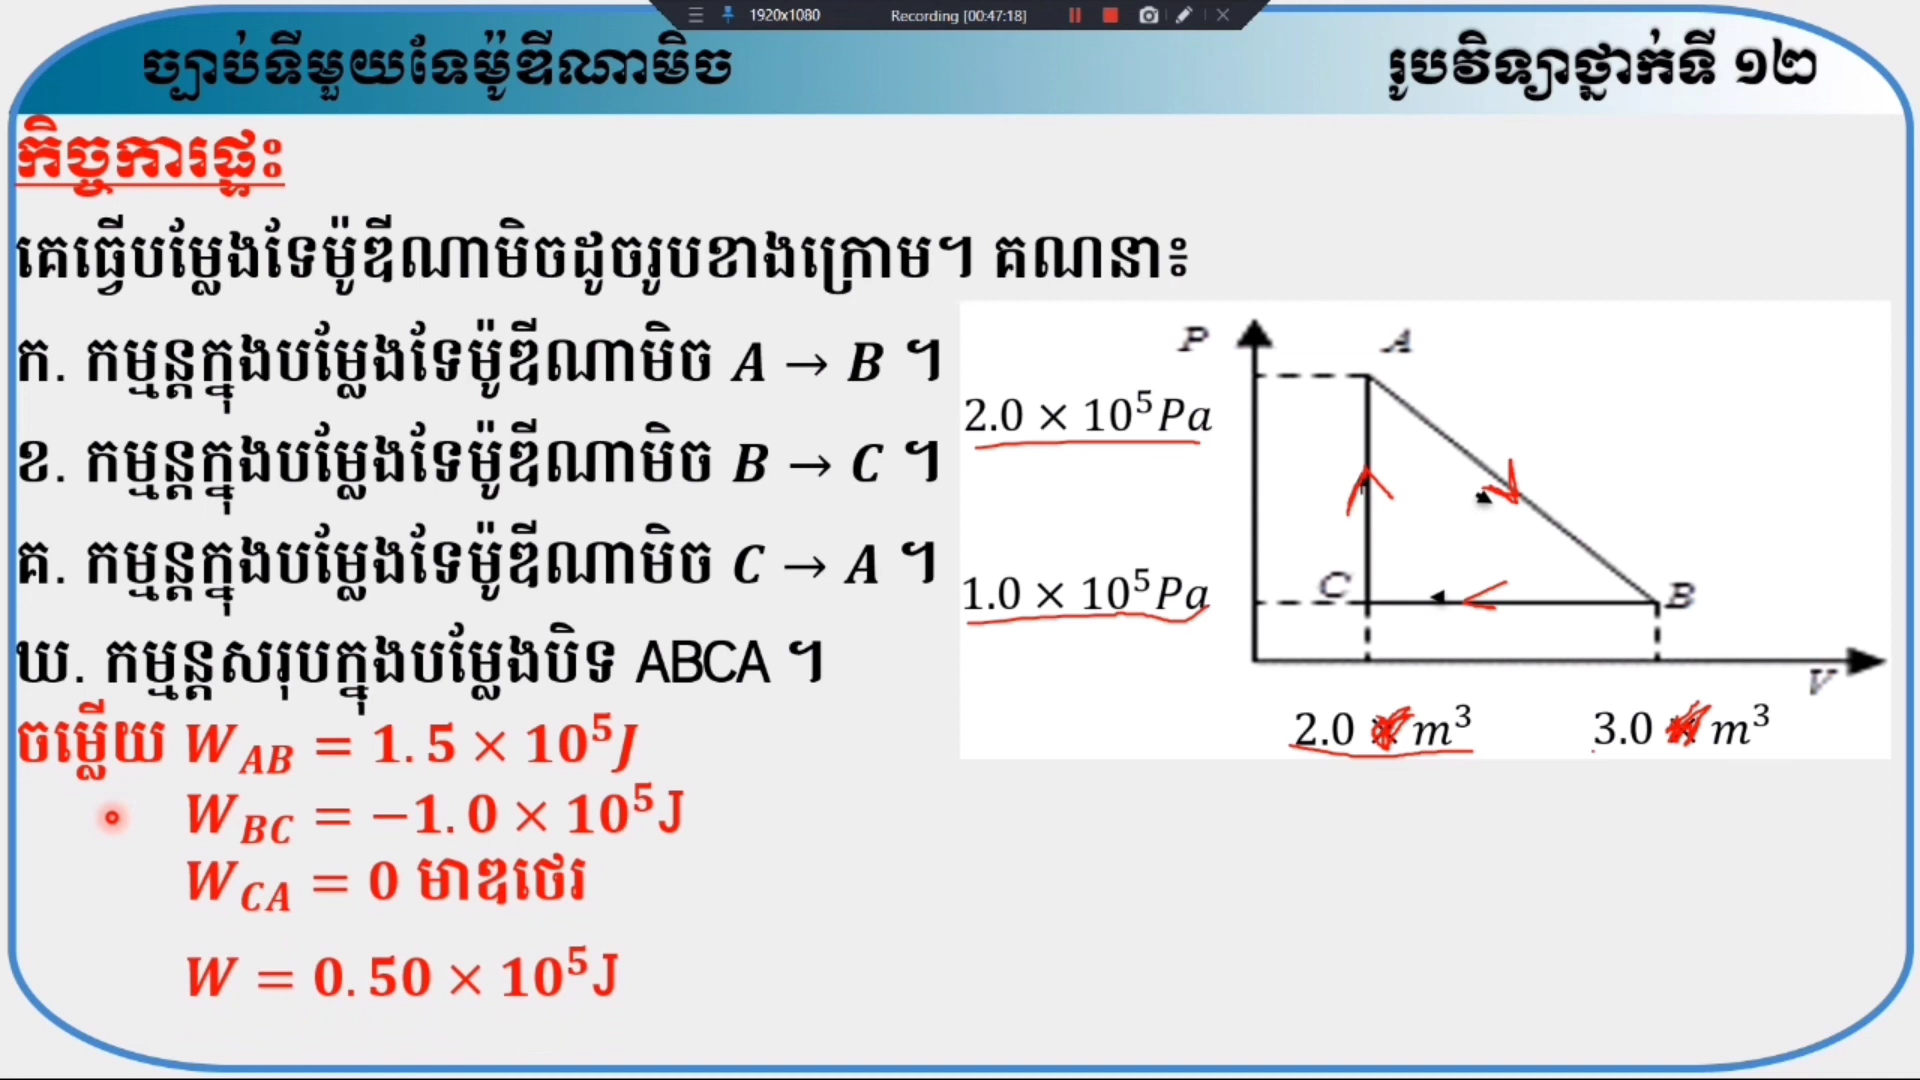 1920x1080 Recording [00:47:18]
ច្បាប់ទីមួយទែម៉ូឌីណាមិច
រូបវិទ្យាថ្នាក់ទី ១២
កិច្ចការផ្ទះ
គេធ្វើបម្លែងទែម៉ូឌីណាមិចដូចរូបខាងក្រោម។ គណនា៖
ក. កម្មន្តក្នុងបម្លែងទែម៉ូឌីណាមិច A → B ។
ខ. កម្មន្តក្នុងបម្លែងទែម៉ូឌីណាមិច B → C ។
គ. កម្មន្តក្នុងបម្លែងទែម៉ូឌីណាមិច C → A ។
ឃ. កម្មន្តសរុបក្នុងបម្លែងបិទ ABCA ។
ចម្លើយ W_AB = 1.5 × 10⁵J
W_BC = −1.0 × 10⁵J
W_CA = 0 មាឌថេរ
W = 0.50 × 10⁵J
P A
2.0 × 10⁵Pa
C B
1.0 × 10⁵Pa
V
2.0 m³ 3.0 m³